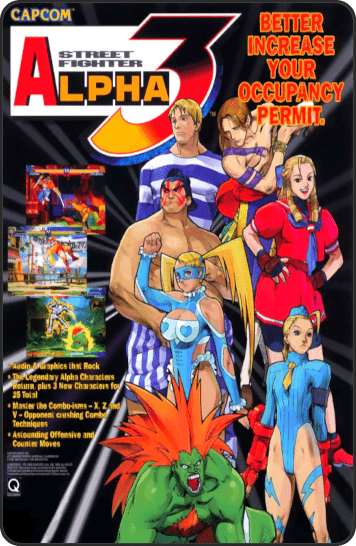 CAPCOM
STREET
FIGHTER
ALPHA 3
TM
BETTER
INCREASE
YOUR
OCCUPANCY
PERMIT.
• Audio & Graphics that Rock
• The Legendary Alpha Characters
Return, plus 3 New Characters for
25 Total
• Master the Combo-isms – X, Z and
V – Opponent crushing Combo
Techniques
• Astounding Offensive and
Counter Moves
Q